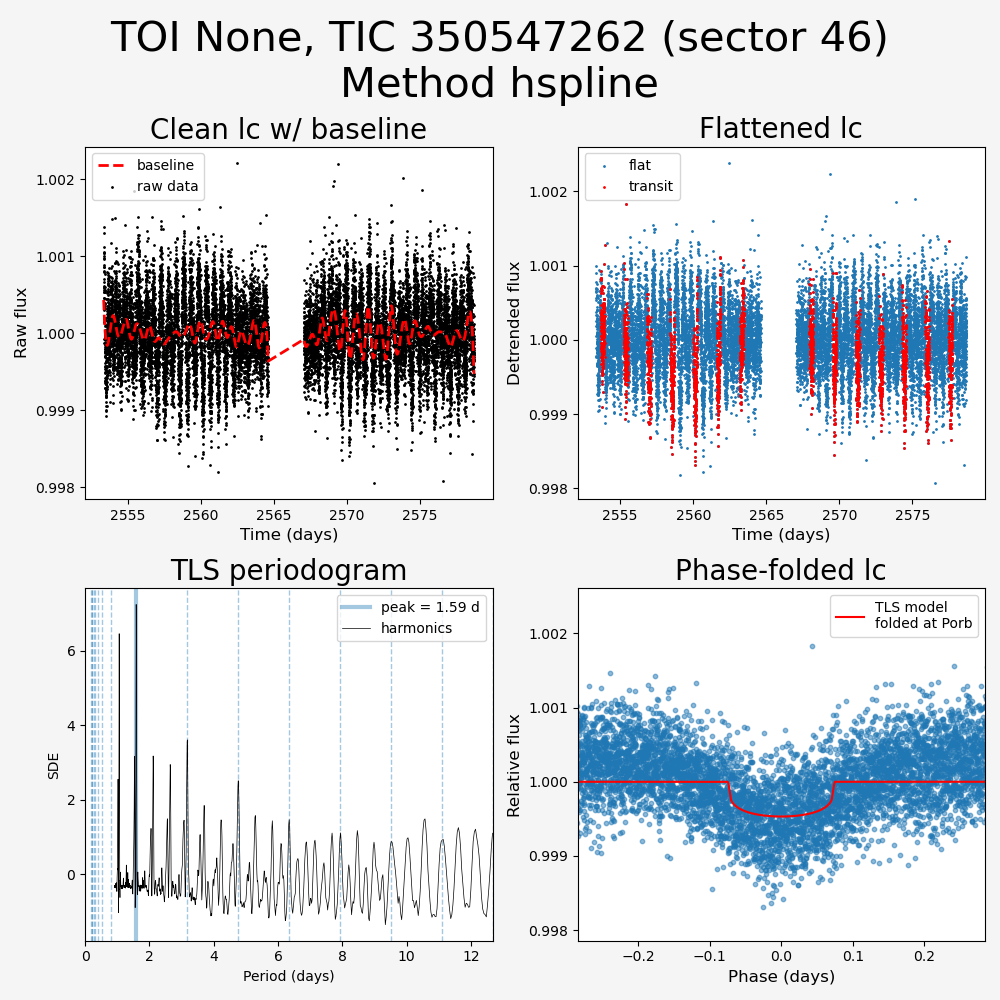 TOI None, TIC 350547262 (sector 46)
Method hspline
Clean lc w/ baseline
Flattened lc
baseline
raw data
flat
transit
1.002
1.001
1.000
0.999
0.998
Raw flux
2555
2560
2565
2570
2575
Time (days)
1.002
1.001
1.000
0.999
0.998
Detrended flux
2555
2560
2565
2570
2575
Time (days)
TLS periodogram
Phase-folded lc
peak = 1.59 d
harmonics
TLS model
folded at Porb
6
4
2
0
SDE
0
2
4
6
8
10
12
Period (days)
1.002
1.001
1.000
0.999
0.998
Relative flux
−0.2
−0.1
0.0
0.1
0.2
Phase (days)